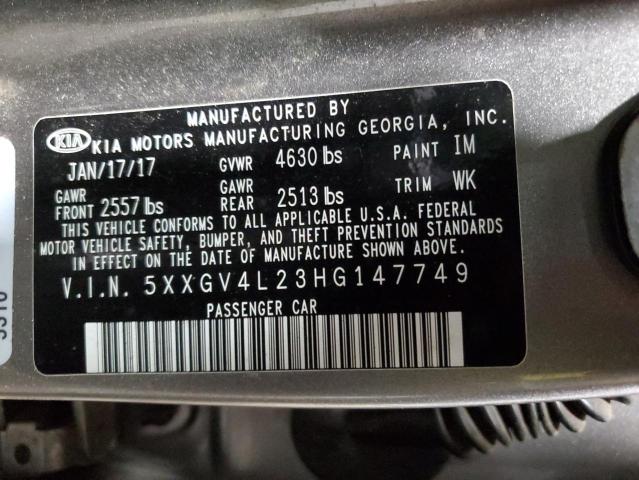 MANUFACTURED BY
KIA KIA MOTORS MANUFACTURING GEORGIA, INC.
JAN/17/17 GVWR 4630 lbs PAINT IM
GAWR FRONT 2557 lbs GAWR REAR 2513 lbs TRIM WK
THIS VEHICLE CONFORMS TO ALL APPLICABLE U.S.A. FEDERAL
MOTOR VEHICLE SAFETY, BUMPER, AND THEFT PREVENTION STANDARDS
IN EFFECT ON THE DATE OF MANUFACTURE SHOWN ABOVE.
V.I.N. 5XXGV4L23HG147749
PASSENGER CAR